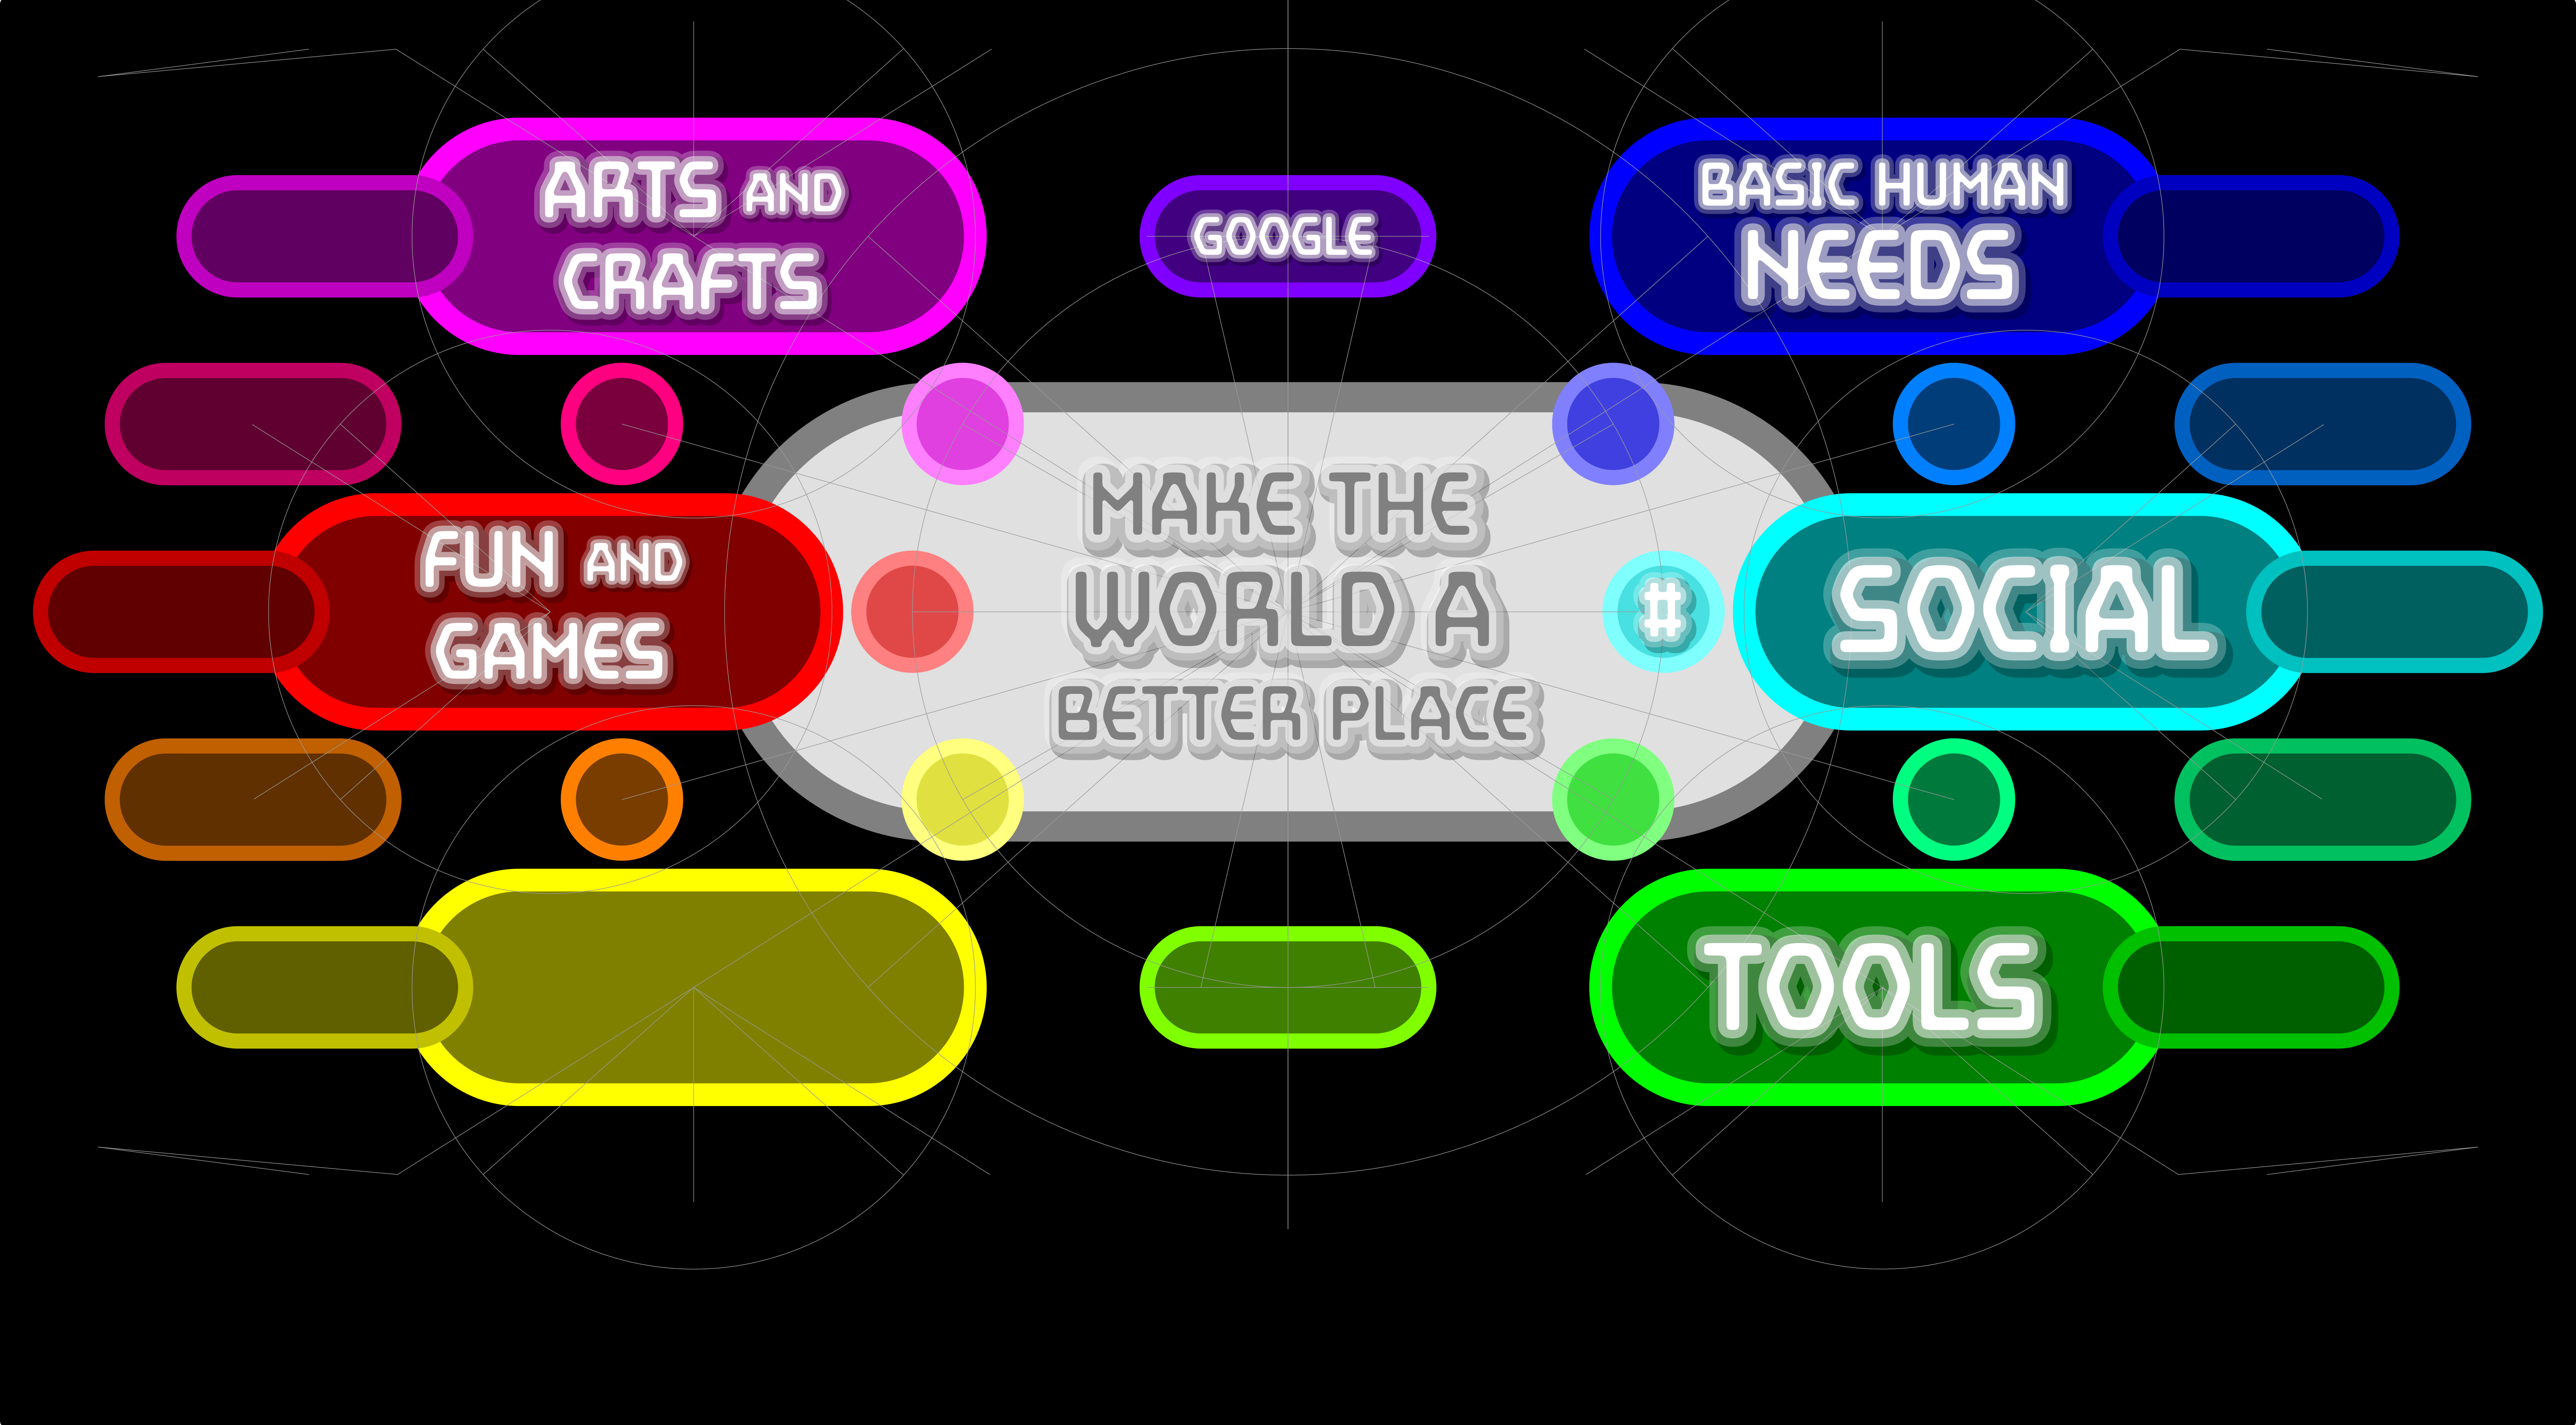 ARTS AND
CRAFTS
GOOGLE
BASIC HUMAN
NEEDS
FUN AND
GAMES
MAKE THE
WORLD A
BETTER PLACE
#
SOCIAL
TOOLS